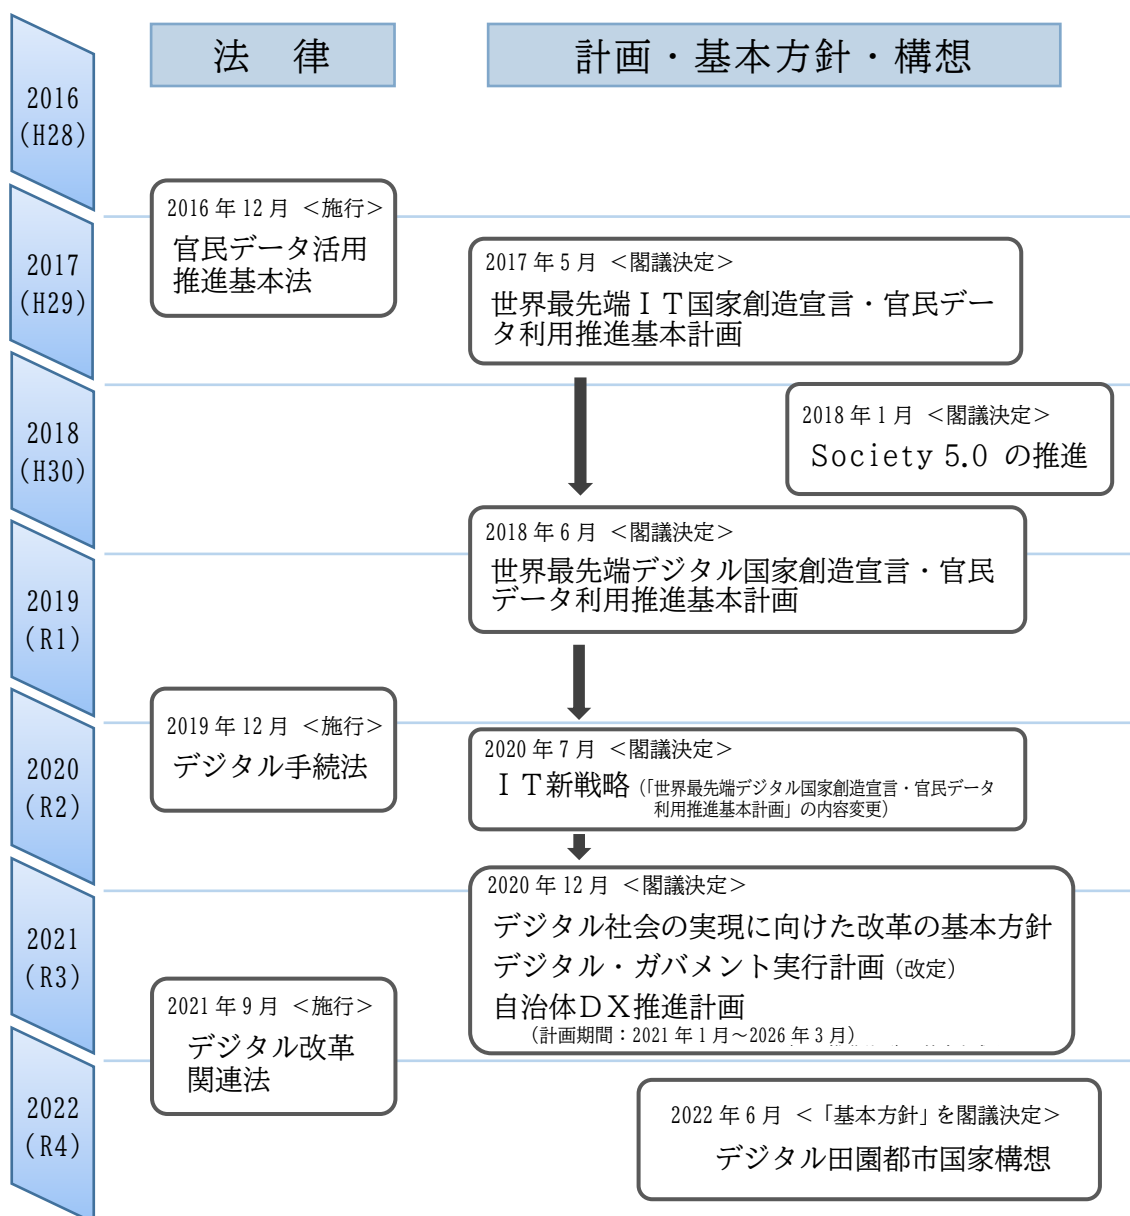 法　律
計画・基本方針・構想
2016
(H28)
2016年12月 ＜施行＞
官民データ活用
推進基本法
2017
(H29)
2017年5月 ＜閣議決定＞
世界最先端ＩＴ国家創造宣言・官民デー
タ利用推進基本計画
2018
(H30)
2018年1月 ＜閣議決定＞
Society 5.0 の推進
2018年6月 ＜閣議決定＞
世界最先端デジタル国家創造宣言・官民
データ利用推進基本計画
2019
(R1)
2019年12月 ＜施行＞
デジタル手続法
2020
(R2)
2020年7月 ＜閣議決定＞
ＩＴ新戦略（「世界最先端デジタル国家創造宣言・官民データ
利用推進基本計画」の内容変更）
2020年12月 ＜閣議決定＞
デジタル社会の実現に向けた改革の基本方針
デジタル・ガバメント実行計画（改定）
自治体ＤＸ推進計画
（計画期間：2021年1月～2026年3月）
2021
(R3)
2021年9月 ＜施行＞
デジタル改革
関連法
2022
(R4)
2022年6月 ＜「基本方針」を閣議決定＞
デジタル田園都市国家構想